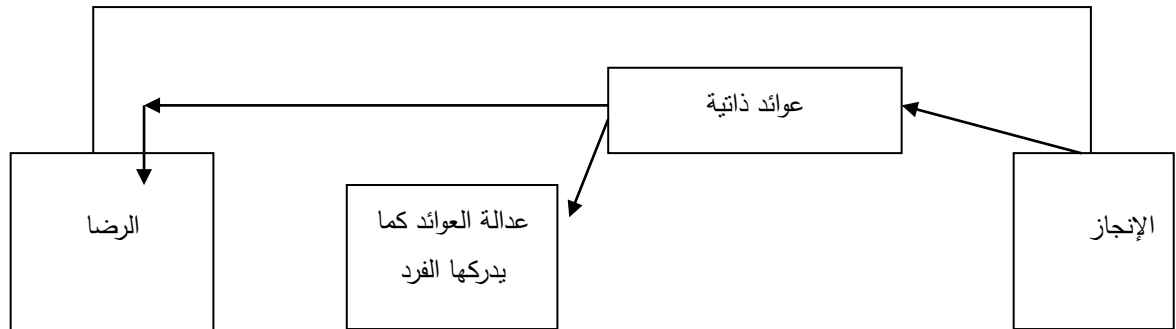 عوائد ذاتية
الإنجاز
عدالة العوائد كما
يدركها الفرد
الرضا